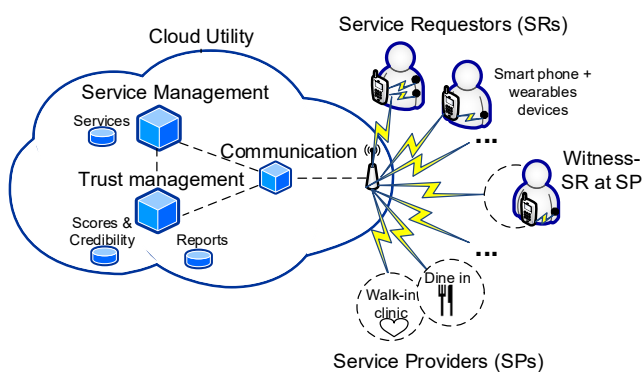 Service Requestors (SRs)
Cloud Utility
Smart phone +
wearables
devices
Service Management
Services
Communication
...
Witness-
SR at SP
Trust management
Scores &
Credibility
Reports
...
Walk-in
clinic
Dine in
Service Providers (SPs)